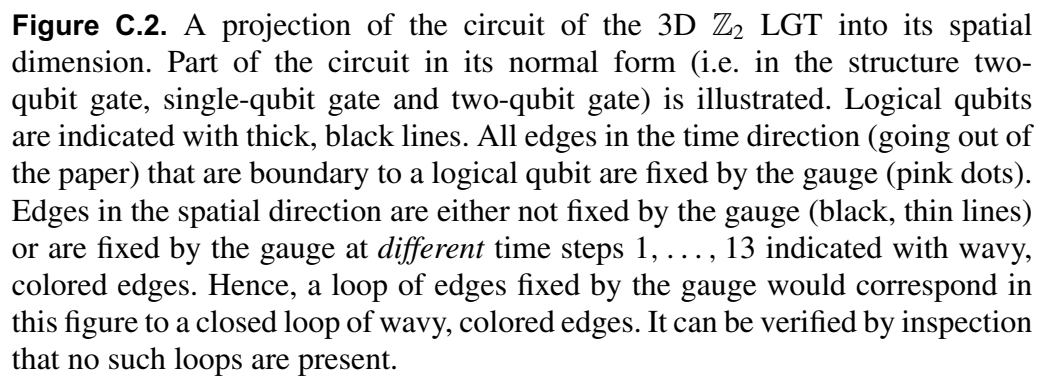 Figure C.2. A projection of the circuit of the 3D ℤ₂ LGT into its spatial
dimension. Part of the circuit in its normal form (i.e. in the structure two-
qubit gate, single-qubit gate and two-qubit gate) is illustrated. Logical qubits
are indicated with thick, black lines. All edges in the time direction (going out of
the paper) that are boundary to a logical qubit are fixed by the gauge (pink dots).
Edges in the spatial direction are either not fixed by the gauge (black, thin lines)
or are fixed by the gauge at different time steps 1, . . . , 13 indicated with wavy,
colored edges. Hence, a loop of edges fixed by the gauge would correspond in
this figure to a closed loop of wavy, colored edges. It can be verified by inspection
that no such loops are present.